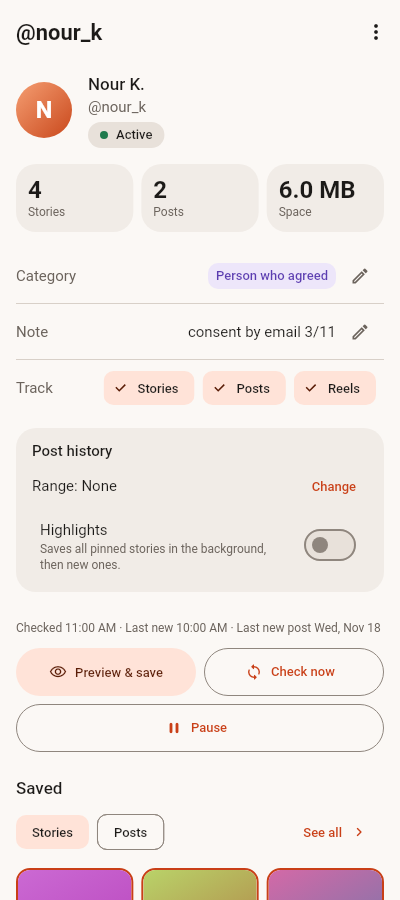 @nour_k
Nour K.
@nour_k
N
Active
4
Stories
2
Posts
6.0 MB
Space
Category
Person who agreed
Note
consent by email 3/11
Track
Stories
Posts
Reels
Post history
Range: None
Change
Highlights
Saves all pinned stories in the background,
then new ones.
Checked 11:00 AM · Last new 10:00 AM · Last new post Wed, Nov 18
Preview & save
Check now
Pause
Saved
Stories
Posts
See all